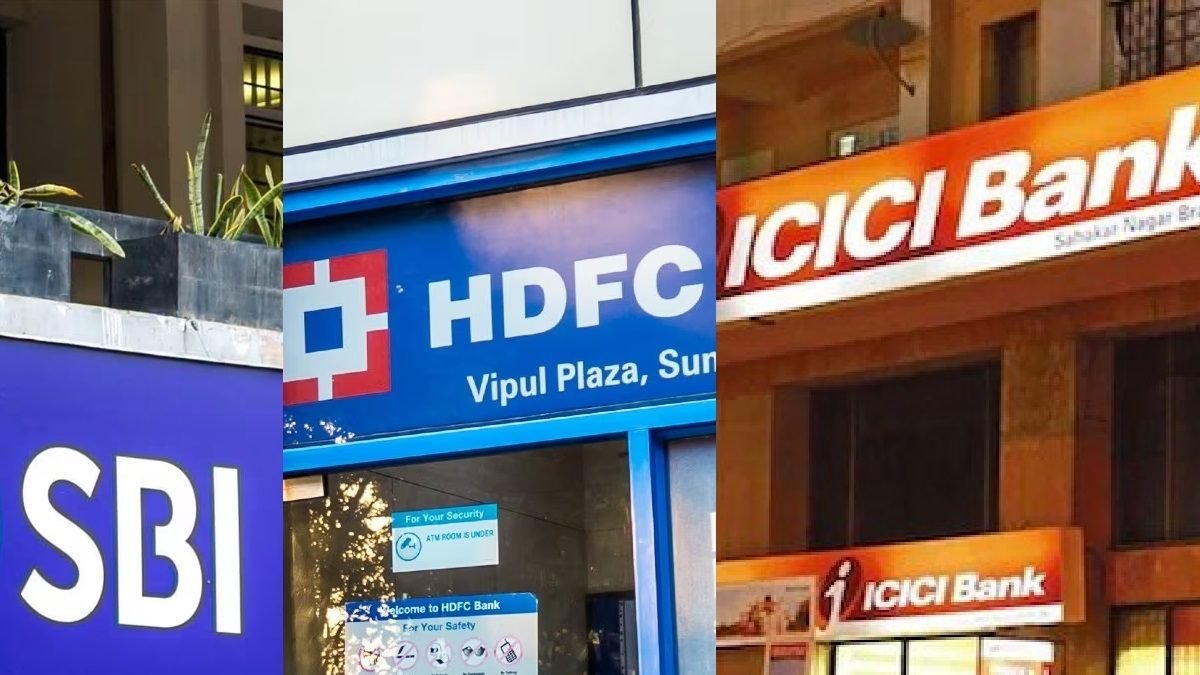 SBI
HDFC
Vipul Plaza, Sun
For Your Security
ATM ROOM IS UNDER
Welcome to HDFC Bank
For Your Safety
ICICI Bank
Sahakar Nagar Br
i ICICI Bank